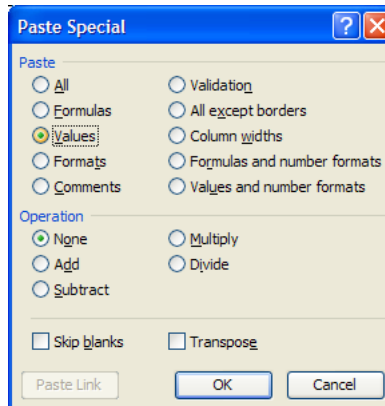 Paste Special
Paste
All
Validation
Formulas
All except borders
Values
Column widths
Formats
Formulas and number formats
Comments
Values and number formats
Operation
None
Multiply
Add
Divide
Subtract
Skip blanks
Transpose
Paste Link
OK
Cancel